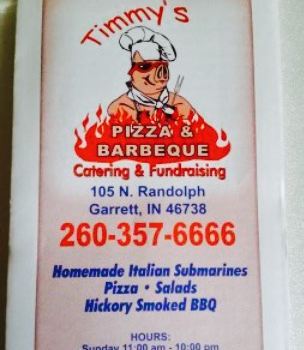 Timmy's
PIZZA &
BARBEQUE
Catering & Fundraising
105 N. Randolph
Garrett, IN 46738
260-357-6666
Homemade Italian Submarines
Pizza • Salads
Hickory Smoked BBQ
HOURS:
Sunday 11:00 am - 10:00 pm